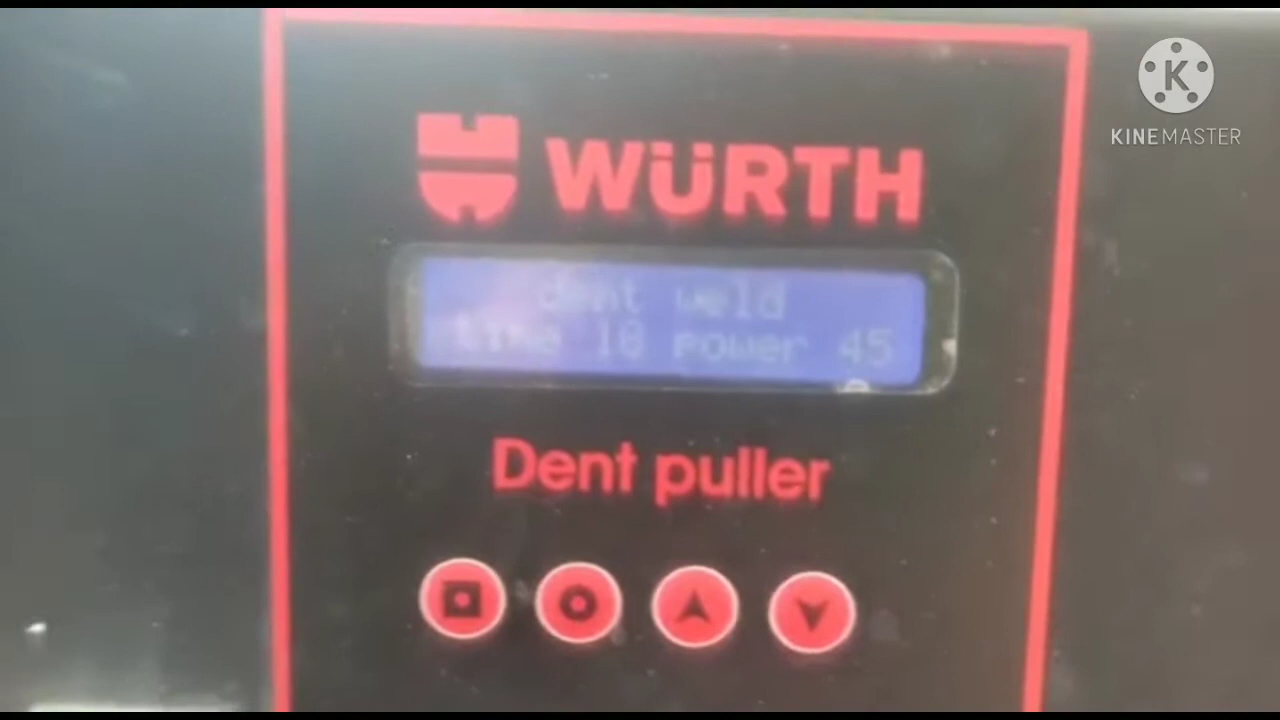 K
KINEMASTER
WÜRTH
dent weld
time 10 power 45
Dent puller